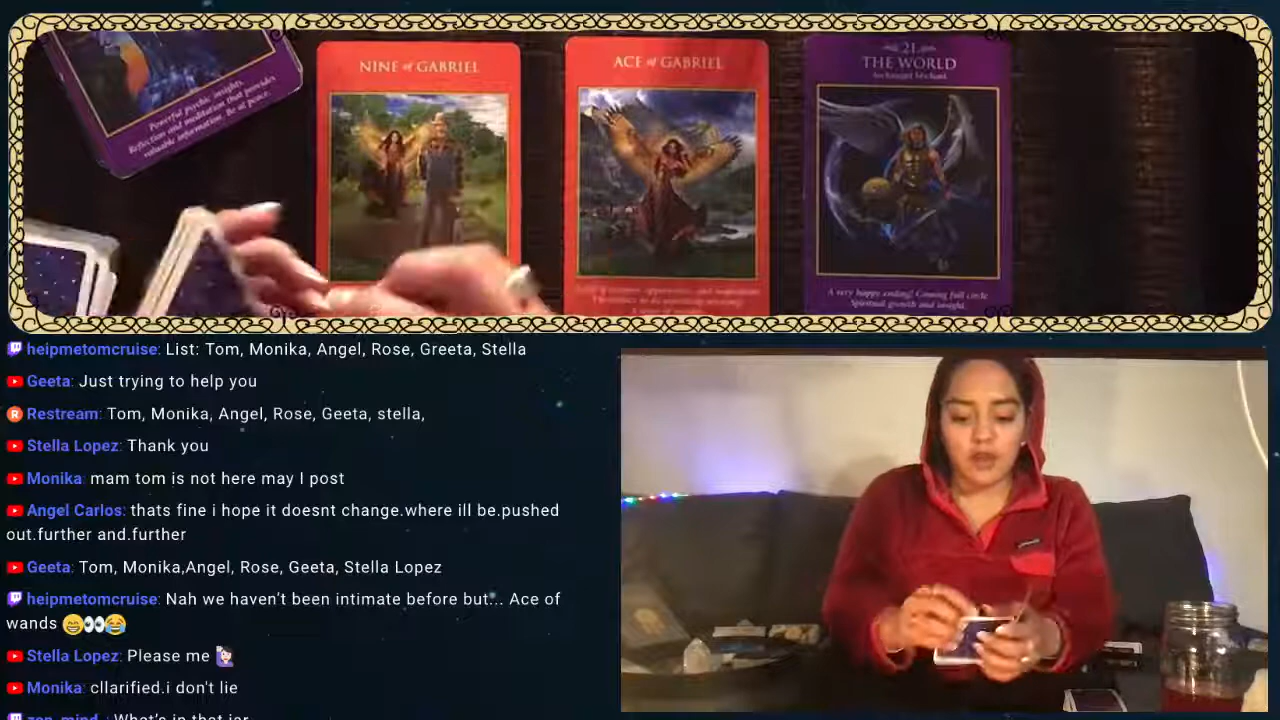 Powerful psychic insights.
Reflection and meditation that provides
valuable information. Be at peace.
NINE of GABRIEL
ACE of GABRIEL
21
THE WORLD
Archangel Michael
A very happy ending! Coming full circle
Spiritual growth and insight.
heipmetomcruise: List: Tom, Monika, Angel, Rose, Greeta, Stella
Geeta: Just trying to help you
R Restream: Tom, Monika, Angel, Rose, Geeta, stella,
Stella Lopez: Thank you
Monika: mam tom is not here may I post
Angel Carlos: thats fine i hope it doesnt change.where ill be.pushed
out.further and.further
Geeta: Tom, Monika,Angel, Rose, Geeta, Stella Lopez
heipmetomcruise: Nah we haven't been intimate before but... Ace of
wands 😁👀😂
Stella Lopez: Please me 🙋🏻‍♀️
Monika: cllarified.i don't lie
zen_mind_: What's in that jar